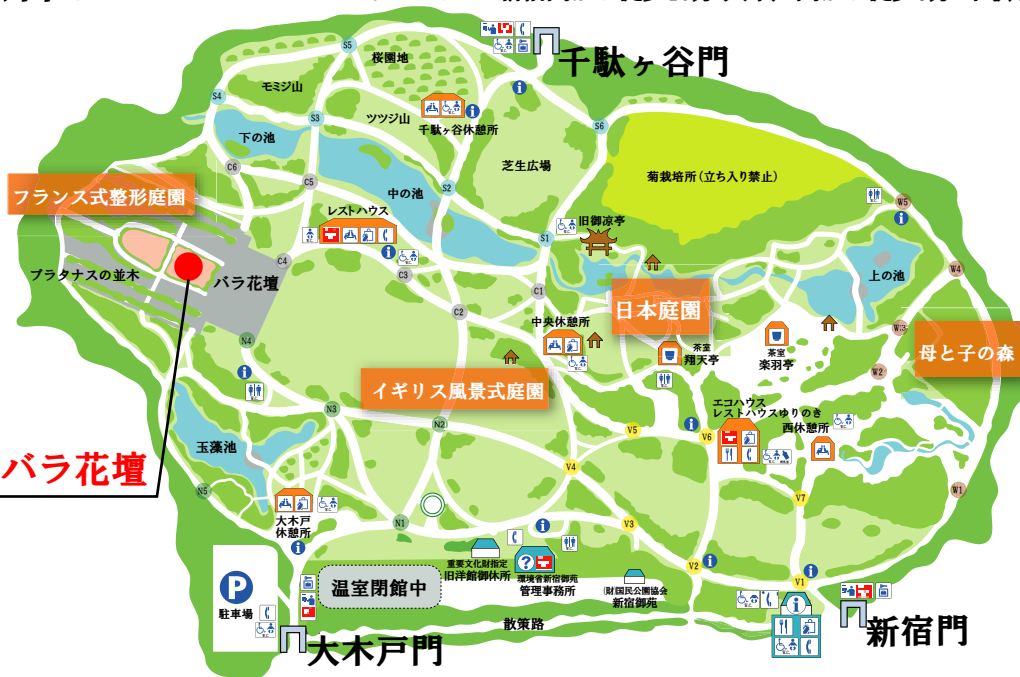 千駄ヶ谷門
S5
桜園地
モミジ山
S4
S3
ツツジ山
千駄ヶ谷休憩所
S6
下の池
芝生広場
菊栽培所(立ち入り禁止)
C6
C5
中の池
S2
フランス式整形庭園
レストハウス
W5
旧御凉亭
S1
プラタナスの並木
バラ花壇
C4
C3
上の池
W4
C1
日本庭園
C2
中央休憩所
W3
茶室
翔天亭
茶室
楽羽亭
母と子の森
N4
W2
イギリス風景式庭園
エコハウス
レストハウスゆりのき
西休憩所
N3
N2
V5
V6
玉藻池
バラ花壇
V4
N5
V7
W1
大木戸
休憩所
N1
V3
重要文化財指定
旧洋館御休所
環境省新宿御苑
管理事務所
V2
V1
P
駐車場
温室閉館中
(財国民公園協会
新宿御苑
散策路
大木戸門
新宿門